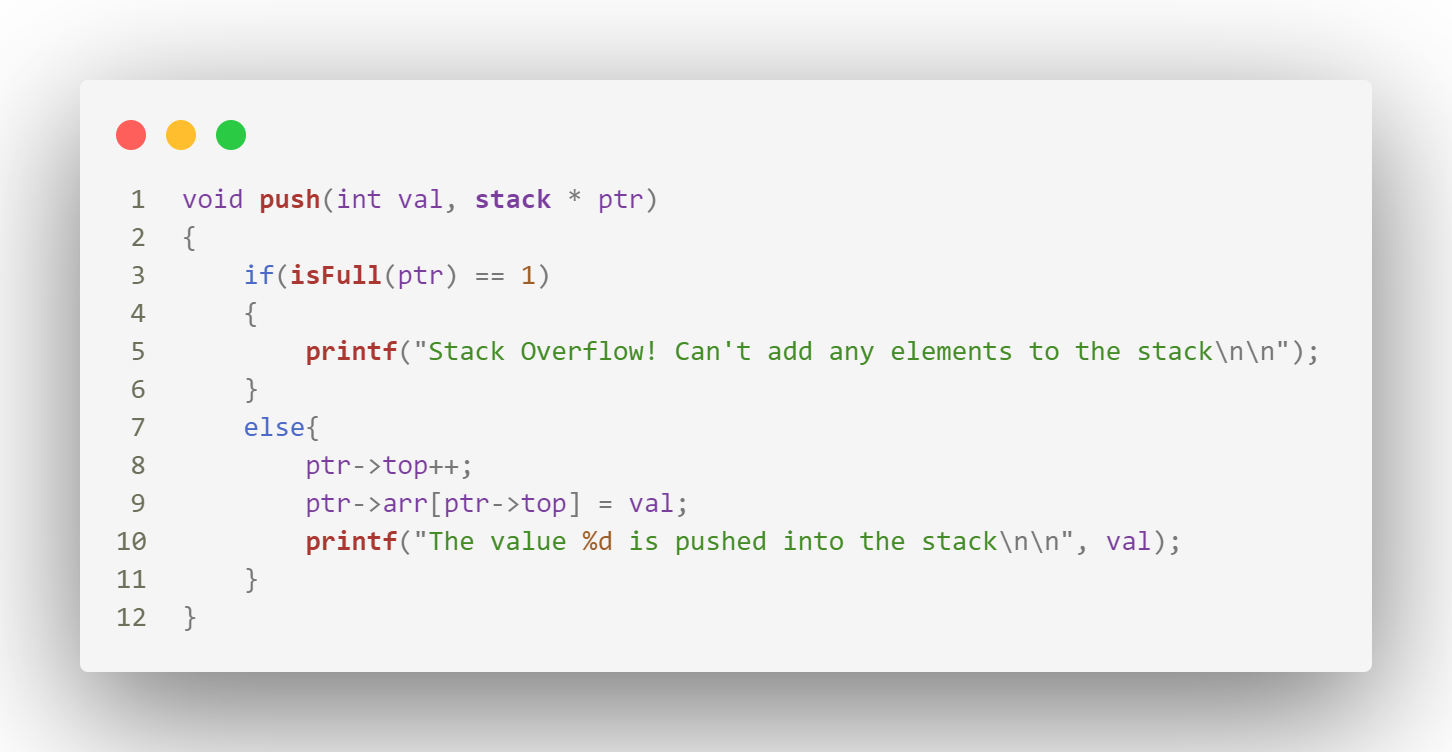 1 void push(int val, stack * ptr)
2 {
3     if(isFull(ptr) == 1)
4     {
5         printf("Stack Overflow! Can't add any elements to the stack\n\n");
6     }
7     else{
8         ptr->top++;
9         ptr->arr[ptr->top] = val;
10         printf("The value %d is pushed into the stack\n\n", val);
11     }
12 }